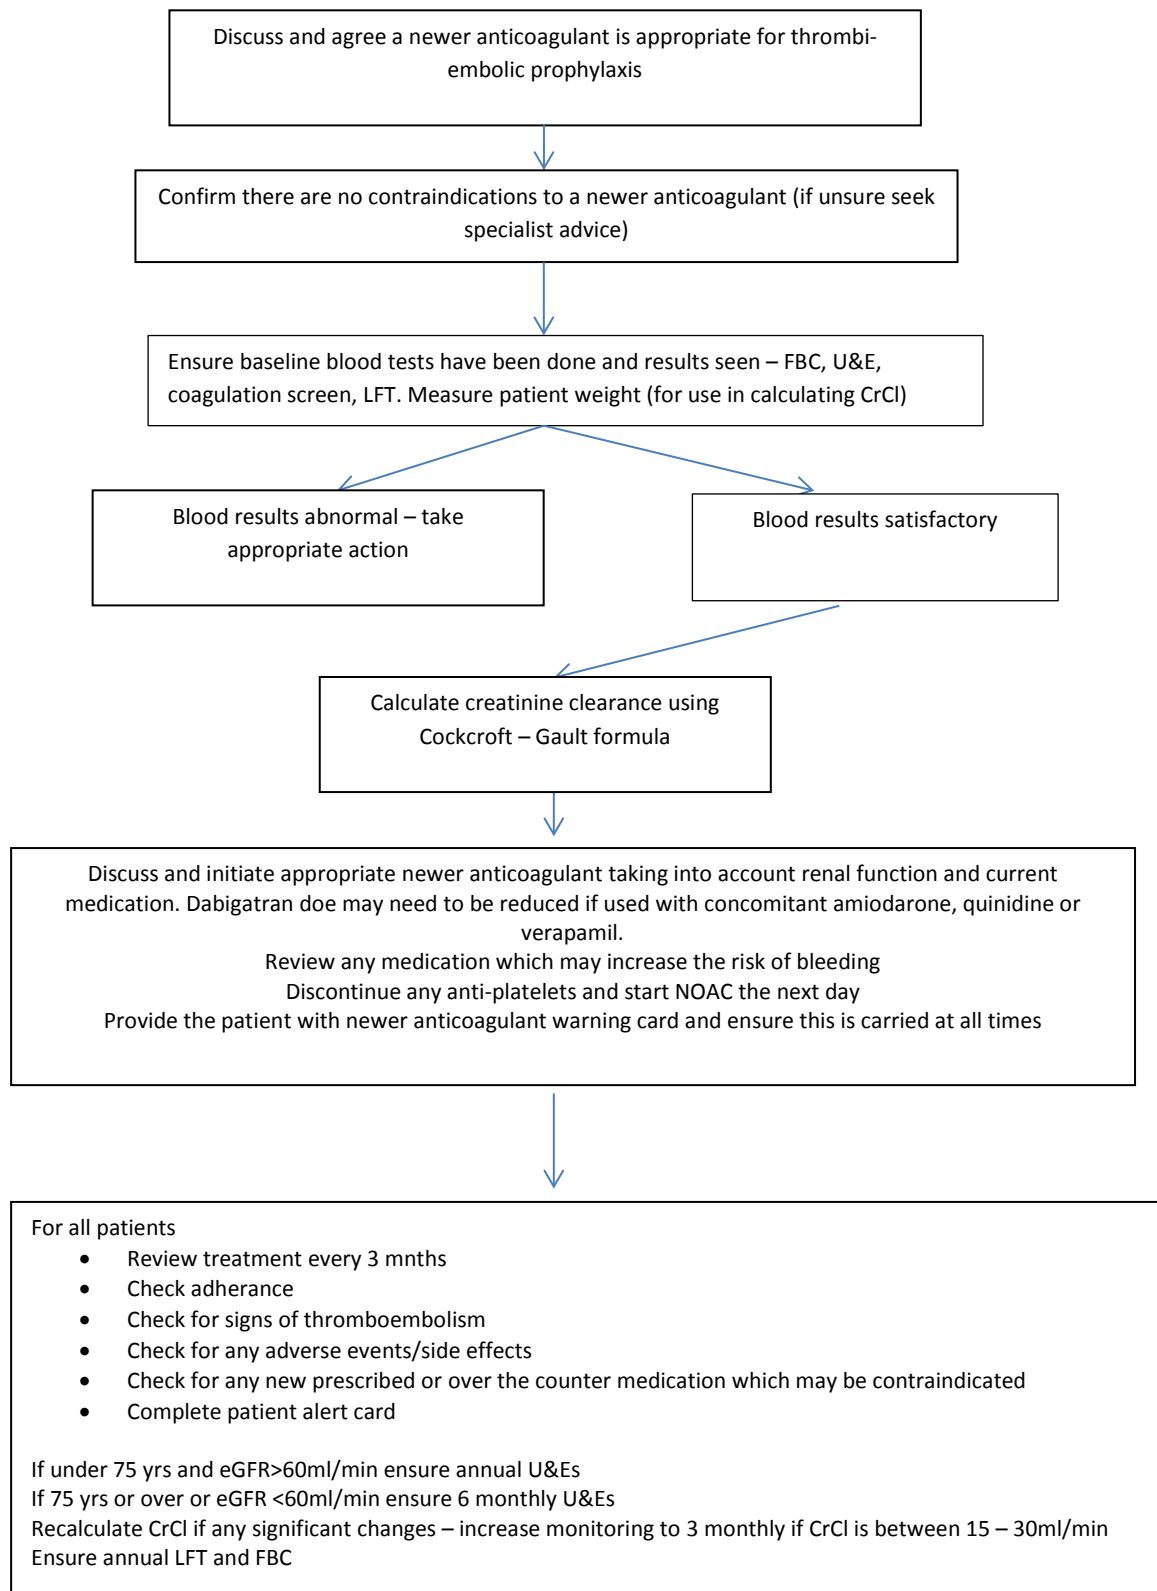 Discuss and agree a newer anticoagulant is appropriate for thrombi-
embolic prophylaxis
Confirm there are no contraindications to a newer anticoagulant (if unsure seek
specialist advice)
Ensure baseline blood tests have been done and results seen – FBC, U&E,
coagulation screen, LFT. Measure patient weight (for use in calculating CrCl)
Blood results abnormal – take
appropriate action
Blood results satisfactory
Calculate creatinine clearance using
Cockcroft – Gault formula
Discuss and initiate appropriate newer anticoagulant taking into account renal function and current
medication. Dabigatran doe may need to be reduced if used with concomitant amiodarone, quinidine or
verapamil.
Review any medication which may increase the risk of bleeding
Discontinue any anti-platelets and start NOAC the next day
Provide the patient with newer anticoagulant warning card and ensure this is carried at all times
For all patients
• Review treatment every 3 mnths
• Check adherance
• Check for signs of thromboembolism
• Check for any adverse events/side effects
• Check for any new prescribed or over the counter medication which may be contraindicated
• Complete patient alert card
If under 75 yrs and eGFR>60ml/min ensure annual U&Es
If 75 yrs or over or eGFR <60ml/min ensure 6 monthly U&Es
Recalculate CrCl if any significant changes – increase monitoring to 3 monthly if CrCl is between 15 – 30ml/min
Ensure annual LFT and FBC